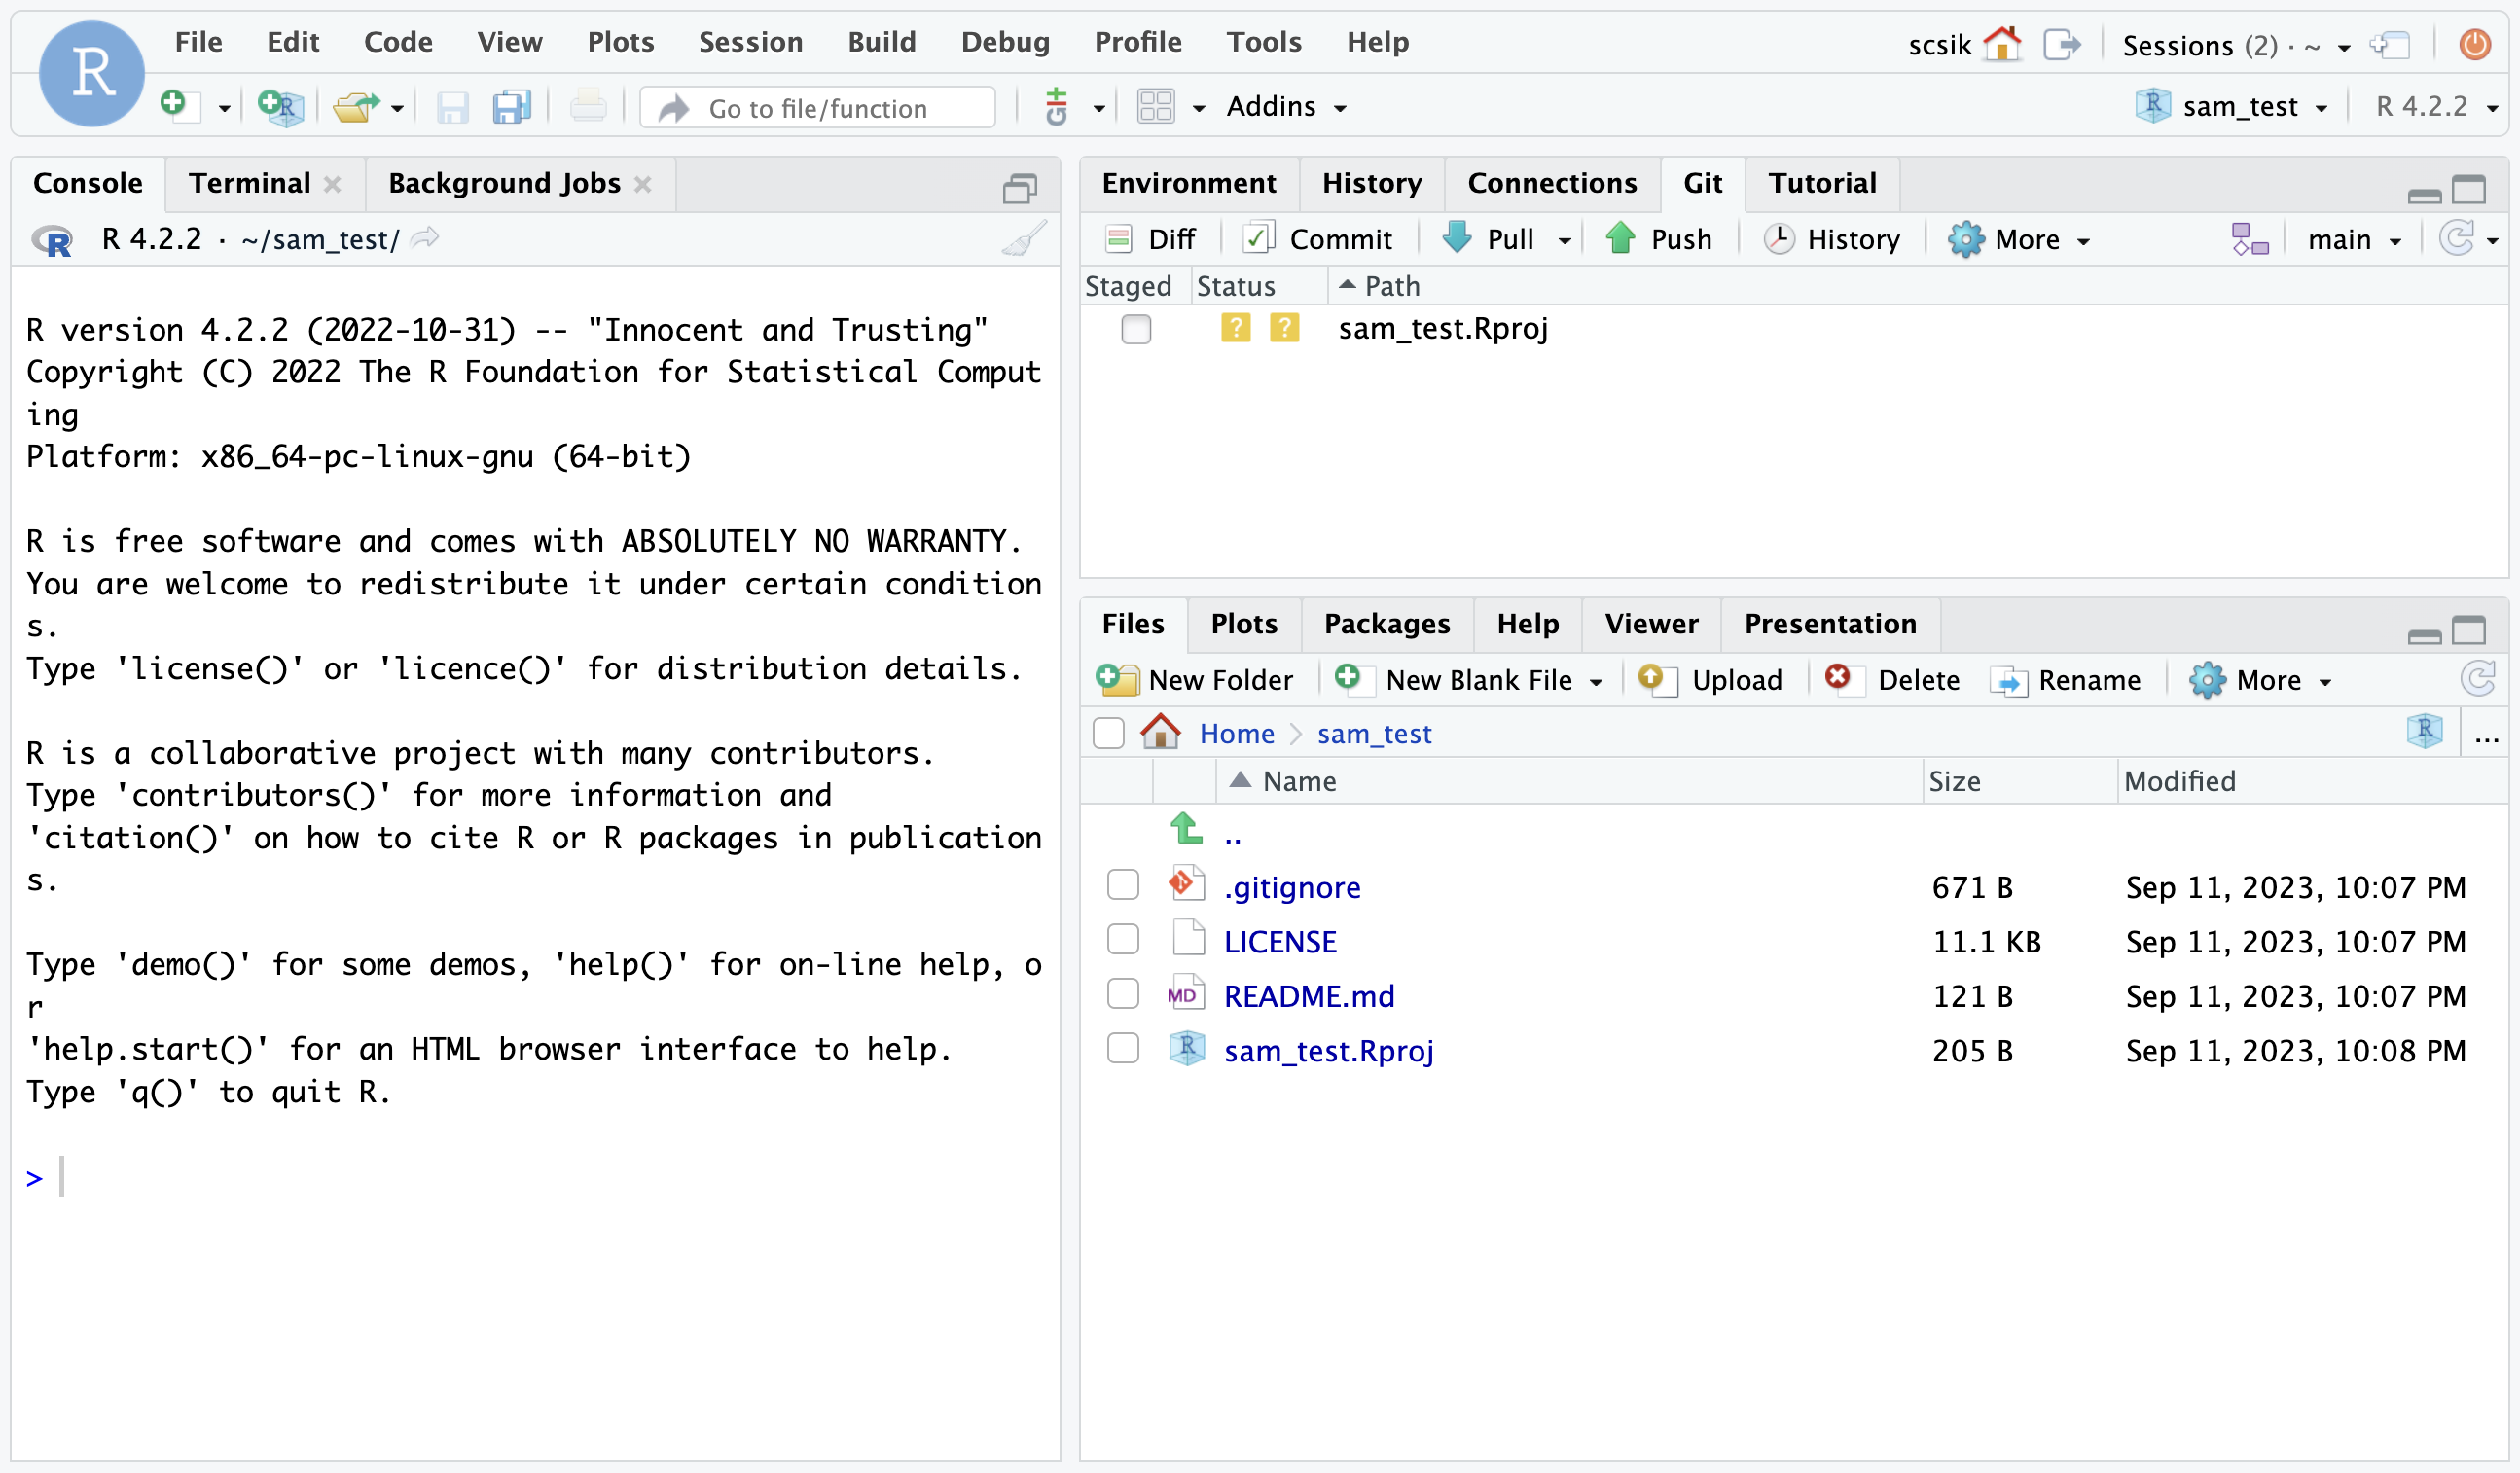 R File Edit Code View Plots Session Build Debug Profile Tools Help scsik Sessions (2) · ~
Go to file/function Addins sam_test R 4.2.2
Console Terminal Background Jobs
R 4.2.2 · ~/sam_test/
R version 4.2.2 (2022-10-31) -- "Innocent and Trusting"
Copyright (C) 2022 The R Foundation for Statistical Comput
ing
Platform: x86_64-pc-linux-gnu (64-bit)
R is free software and comes with ABSOLUTELY NO WARRANTY.
You are welcome to redistribute it under certain condition
s.
Type 'license()' or 'licence()' for distribution details.
R is a collaborative project with many contributors.
Type 'contributors()' for more information and
'citation()' on how to cite R or R packages in publication
s.
Type 'demo()' for some demos, 'help()' for on-line help, o
r
'help.start()' for an HTML browser interface to help.
Type 'q()' to quit R.
>
Environment History Connections Git Tutorial
Diff Commit Pull Push History More main
Staged Status Path
? ? sam_test.Rproj
Files Plots Packages Help Viewer Presentation
New Folder New Blank File Upload Delete Rename More
Home sam_test R ...
Name Size Modified
..
.gitignore 671 B Sep 11, 2023, 10:07 PM
LICENSE 11.1 KB Sep 11, 2023, 10:07 PM
MD README.md 121 B Sep 11, 2023, 10:07 PM
R sam_test.Rproj 205 B Sep 11, 2023, 10:08 PM